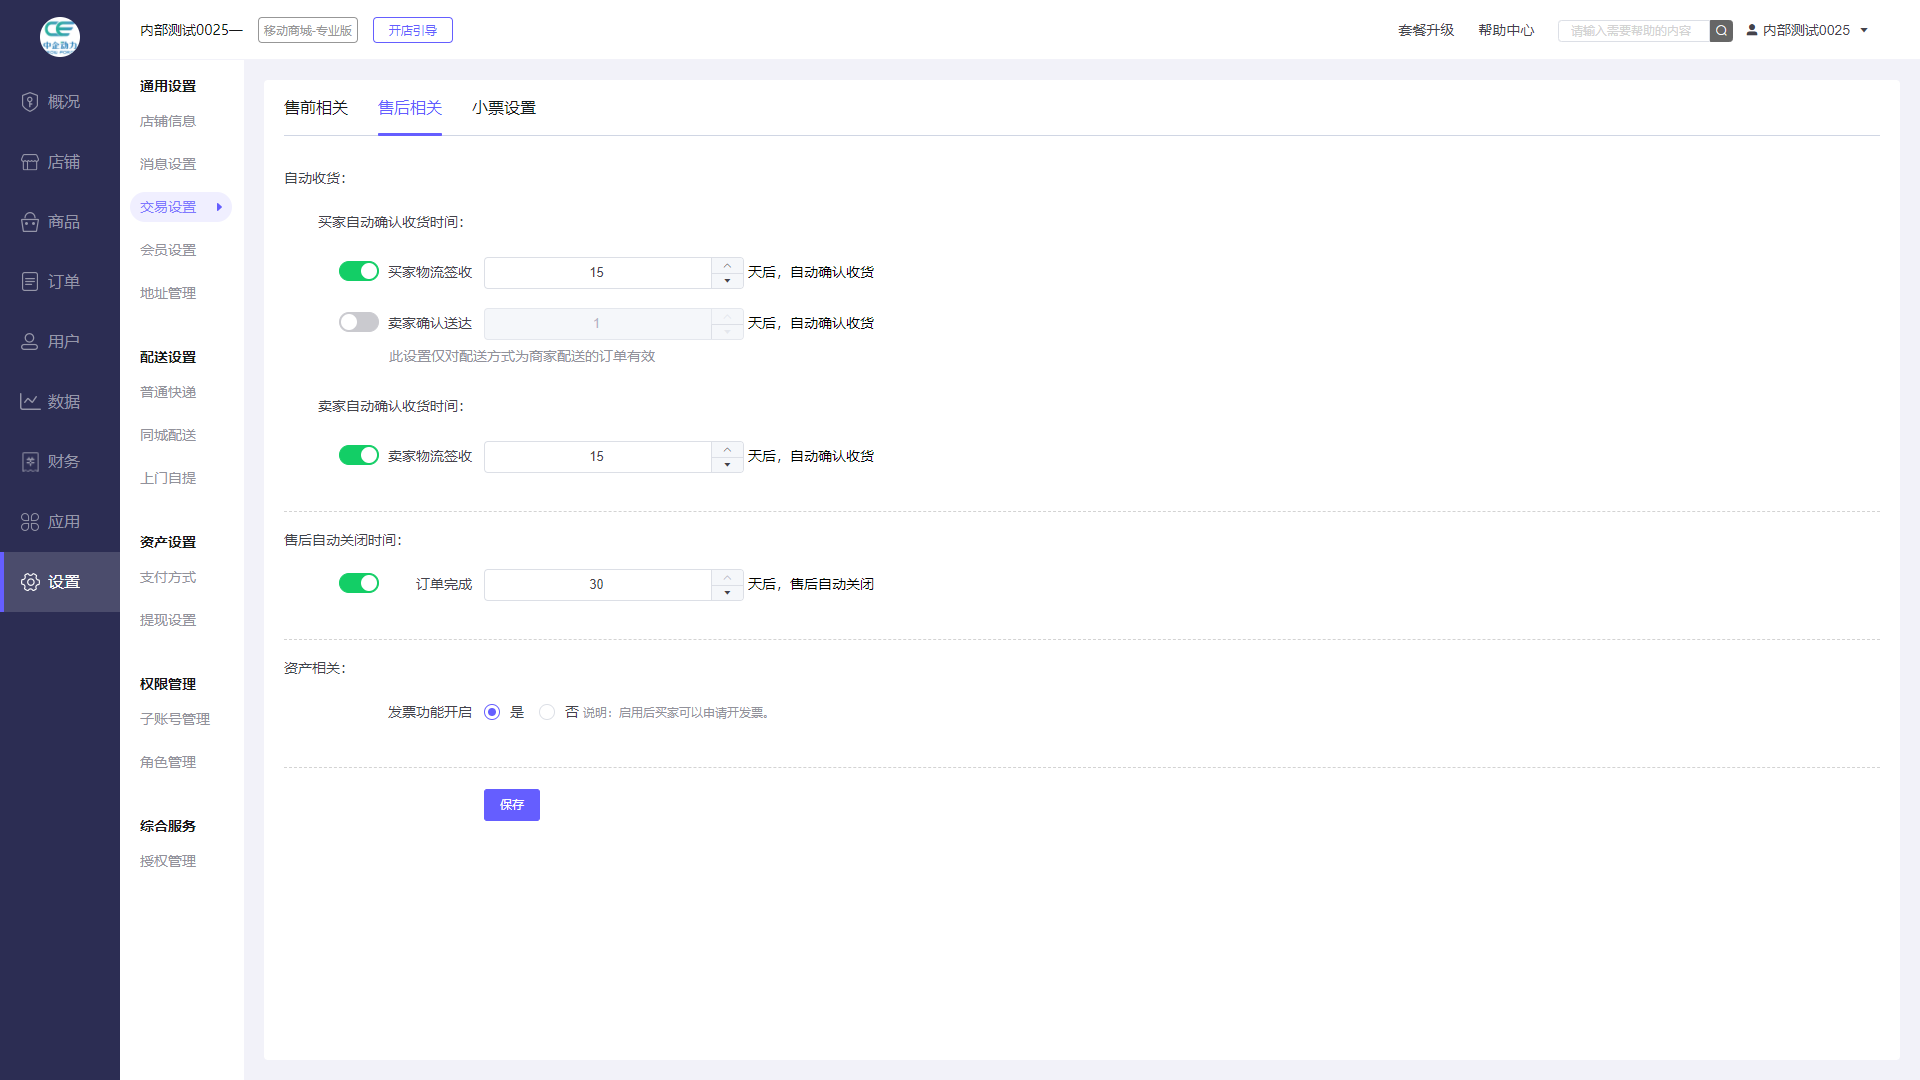 中企动力
内部测试0025一
移动商城-专业版
开店引导
套餐升级
帮助中心
请输入需要帮助的内容
内部测试0025
概况
店铺
商品
订单
用户
数据
财务
应用
设置
通用设置
店铺信息
消息设置
交易设置
会员设置
地址管理
配送设置
普通快递
同城配送
上门自提
资产设置
支付方式
提现设置
权限管理
子账号管理
角色管理
综合服务
授权管理
售前相关 售后相关 小票设置
自动收货：
买家自动确认收货时间：
买家物流签收 15 天后，自动确认收货
卖家确认送达 1 天后，自动确认收货
此设置仅对配送方式为商家配送的订单有效
卖家自动确认收货时间：
卖家物流签收 15 天后，自动确认收货
售后自动关闭时间：
订单完成 30 天后，售后自动关闭
资产相关：
发票功能开启 是 否 说明：启用后买家可以申请开发票。
保存